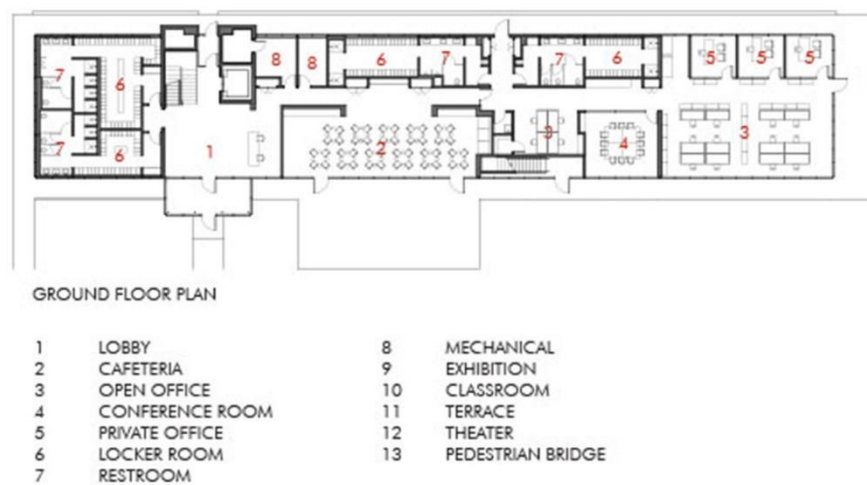 8 8 6 7 7 6 5 5 5
7 6
3 3
1 2 4
7 6
GROUND FLOOR PLAN
1 LOBBY
2 CAFETERIA
3 OPEN OFFICE
4 CONFERENCE ROOM
5 PRIVATE OFFICE
6 LOCKER ROOM
7 RESTROOM
8 MECHANICAL
9 EXHIBITION
10 CLASSROOM
11 TERRACE
12 THEATER
13 PEDESTRIAN BRIDGE